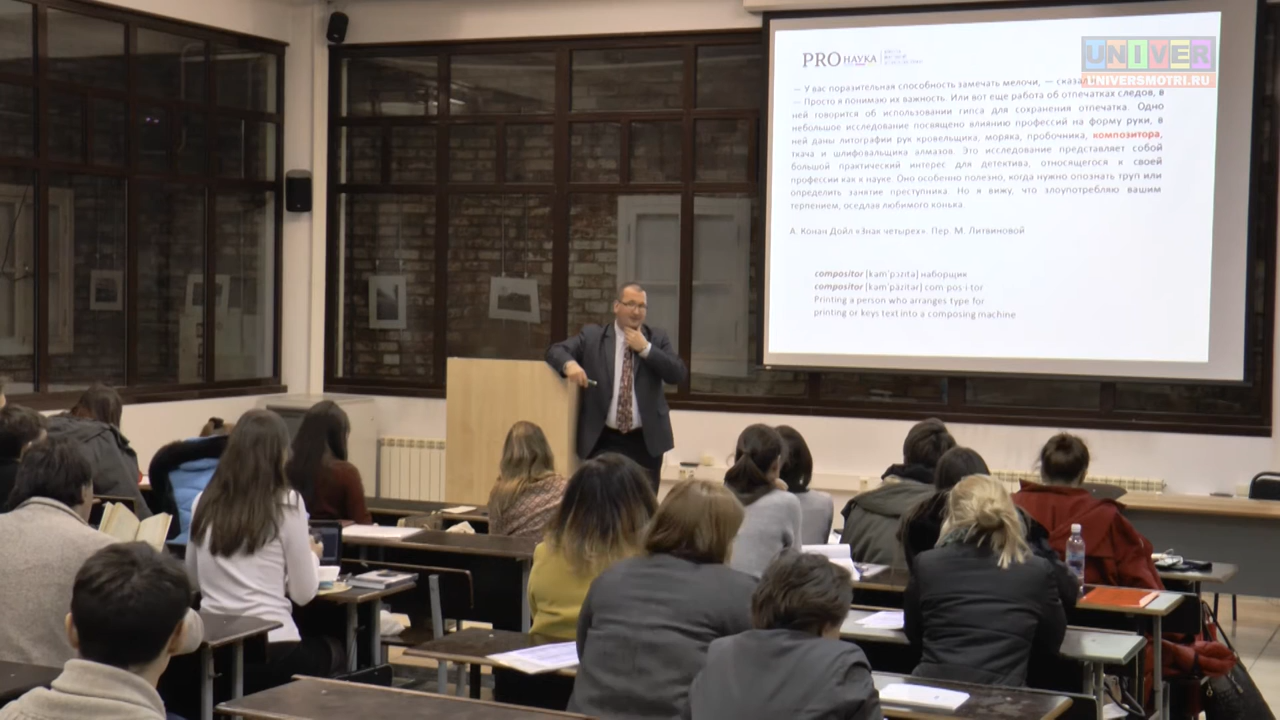 PRO НАУКА
UNIVER
UNIVERSMOTRI.RU
— У вас поразительная способность замечать мелочи, — сказал
— Просто я понимаю их важность. Или вот еще работа об отпечатках следов, в
ней говорится об использовании гипса для сохранения отпечатка. Одно
небольшое исследование посвящено влиянию профессий на форму руки, в
ней даны литографии рук кровельщика, моряка, пробочника, композитора,
ткача и шлифовальщика алмазов. Это исследование представляет собой
большой практический интерес для детектива, относящегося к своей
профессии как к науке. Оно особенно полезно, когда нужно опознать труп или
определить занятие преступника. Но я вижу, что злоупотребляю вашим
терпением, оседлав любимого конька.
А. Конан Дойл «Знак четырех». Пер. М. Литвиновой
compositor [kəm'pɔzitə] наборщик
compositor [kəm'päzitər] com·pos·i·tor
Printing a person who arranges type for
printing or keys text into a composing machine